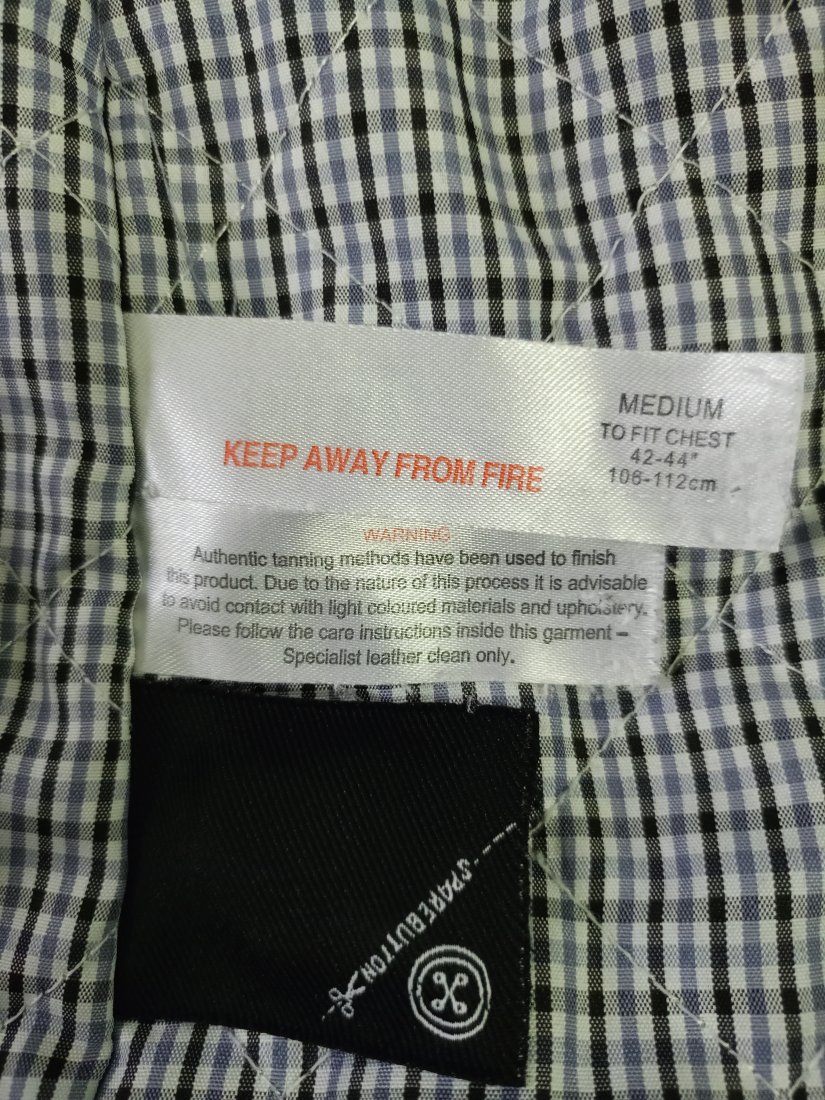 MEDIUM
TO FIT CHEST
42-44"
106-112cm
KEEP AWAY FROM FIRE
WARNING
Authentic tanning methods have been used to finish
this product. Due to the nature of this process it is advisable
to avoid contact with light coloured materials and upholstery.
Please follow the care instructions inside this garment –
Specialist leather clean only.
SPARE BUTTON